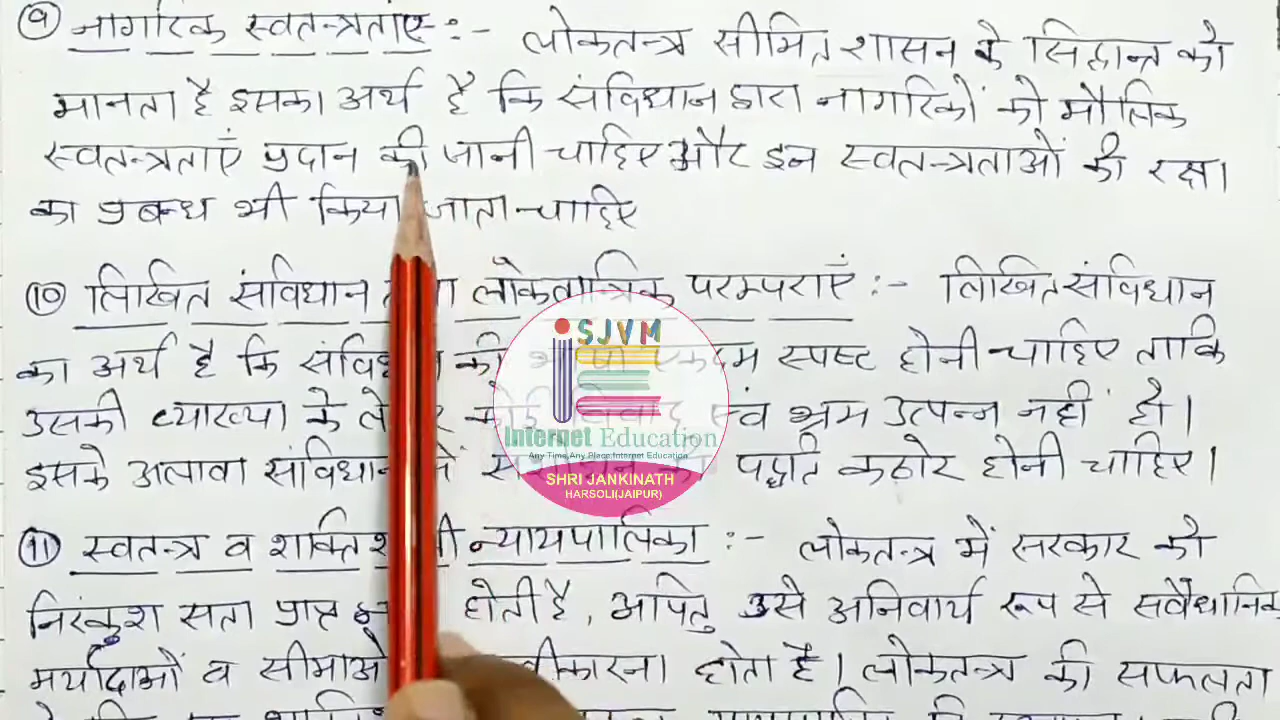 ⑨ नागरिक स्वतन्त्रताएं :- लोकतन्त्र सीमित शासन के सिद्धान्त को
मानता है इसका अर्थ है कि संविधान द्वारा नागरिकों को मौलिक
स्वतन्त्रताएँ प्रदान की जानी चाहिए और इन स्वतन्त्रताओं की रक्षा
का प्रबन्ध भी किया जाना चाहिए
⑩ लिखित संविधान लोकतान्त्रिक परम्पराएँ :- लिखित संविधान
का अर्थ है कि की स्पष्ट होनी चाहिए ताकि
उसकी व्याख्या के एवं भ्रम उत्पन्न नहीं हो।
इसके अलावा पद्धति कठोर होनी चाहिए।
⑪ स्वतन्त्र व न्यायपालिका :- लोकतन्त्र में सरकार को
निरंकुश सता प्राप्त होती है, अपितु उसे अनिवार्य रूप से सवैधानिक
मर्यादाओं व होता है। लोकतन्त्र की सफलता
SJVM
Internet Education
Any Time,Any Place:Internet Education
SHRI JANKINATH
HARSOLI(JAIPUR)